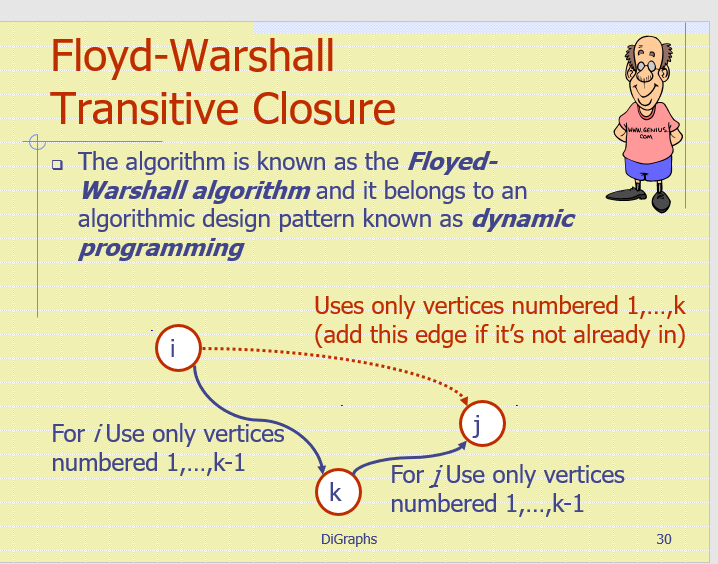 Floyd-Warshall
Transitive Closure
WWW.GENIUS.
COM
❑ The algorithm is known as the Floyed-
Warshall algorithm and it belongs to an
algorithmic design pattern known as dynamic
programming
Uses only vertices numbered 1,…,k
(add this edge if it's not already in)
i
j
For i Use only vertices
numbered 1,…,k-1
k
For j Use only vertices
numbered 1,…,k-1
DiGraphs
30